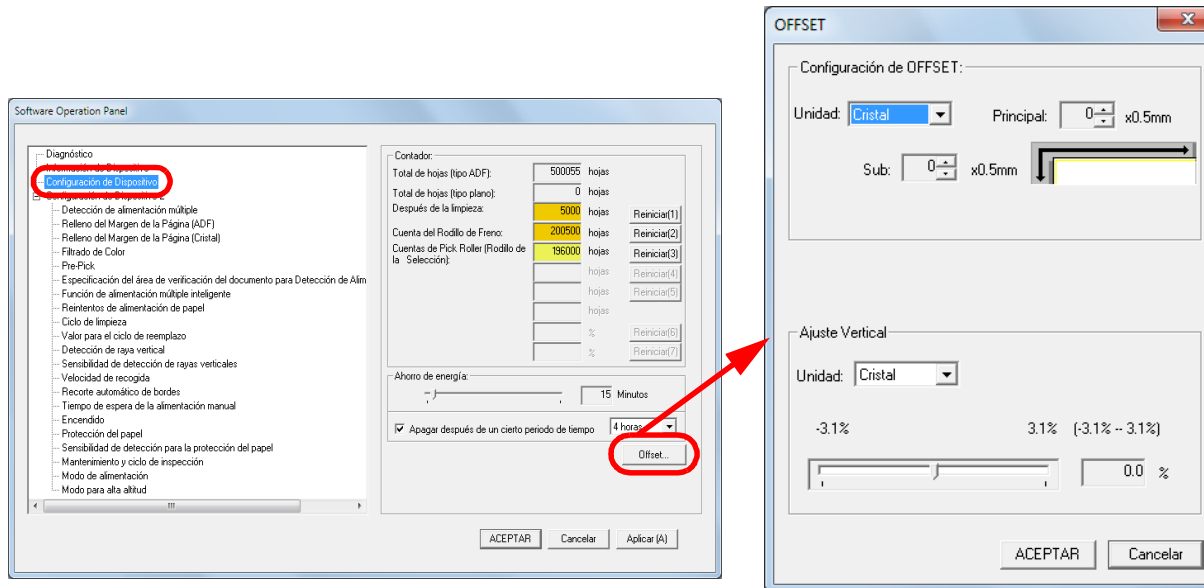 Software Operation Panel
Diagnóstico
Información de Dispositivo
Configuración de Dispositivo
Configuración de Dispositivo 2
Detección de alimentación múltiple
Relleno del Margen de la Página (ADF)
Relleno del Margen de la Página (Cristal)
Filtrado de Color
Pre-Pick
Especificación del área de verificación del documento para Detección de Alim
Función de alimentación múltiple inteligente
Reintentos de alimentación de papel
Ciclo de limpieza
Valor para el ciclo de reemplazo
Detección de raya vertical
Sensibilidad de detección de rayas verticales
Velocidad de recogida
Recorte automático de bordes
Tiempo de espera de la alimentación manual
Encendido
Protección del papel
Sensibilidad de detección para la protección del papel
Mantenimiento y ciclo de inspección
Modo de alimentación
Modo para alta altitud
Contador:
Total de hojas (tipo ADF): 500055 hojas
Total de hojas (tipo plano): 0 hojas
Después de la limpieza: 5000 hojas Reiniciar(1)
Cuenta del Rodillo de Freno: 200500 hojas Reiniciar(2)
Cuentas de Pick Roller (Rodillo de 196000 hojas Reiniciar(3)
la Selección):
hojas Reiniciar(4)
hojas Reiniciar(5)
hojas
% Reiniciar(6)
% Reiniciar(7)
Ahorro de energía:
15 Minutos
Apagar después de un cierto periodo de tiempo 4 horas
Offset...
ACEPTAR Cancelar Aplicar (A)
OFFSET
Configuración de OFFSET:
Unidad: Cristal Principal: 0 x0.5mm
Sub: 0 x0.5mm
Ajuste Vertical
Unidad: Cristal
-3.1% 3.1% (-3.1% -- 3.1%)
0.0 %
ACEPTAR Cancelar